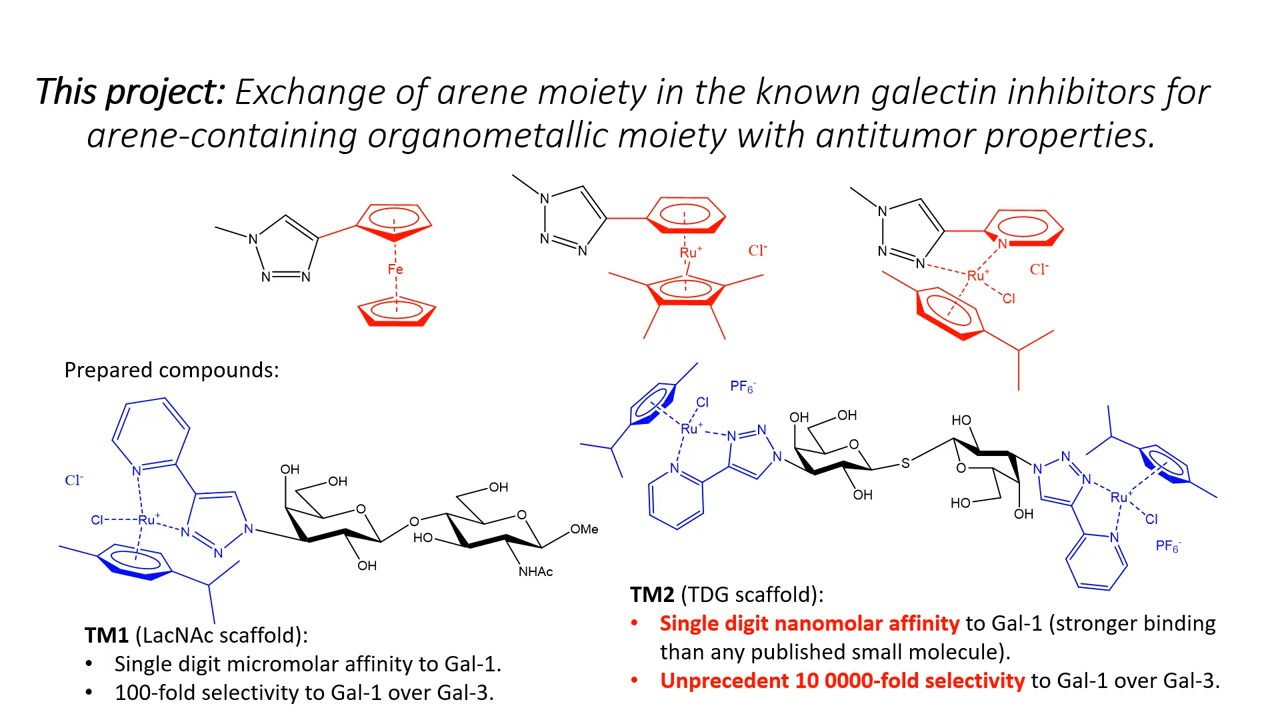 This project: Exchange of arene moiety in the known galectin inhibitors for
arene-containing organometallic moiety with antitumor properties.
N
N
N
Fe
N
N
N
Ru+
Cl-
N
N
N
N
Ru+
Cl
Cl-
Prepared compounds:
N
Cl-
Cl
Ru+
N
N
N
OH
OH
O
OH
O
OH
HO
O
OMe
NHAc
PF6-
Cl
Ru+
N
N
N
N
OH
OH
O
OH
S
HO
O
HO
OH
N
N
N
Ru+
Cl
N
PF6-
TM1 (LacNAc scaffold):
• Single digit micromolar affinity to Gal-1.
• 100-fold selectivity to Gal-1 over Gal-3.
TM2 (TDG scaffold):
• Single digit nanomolar affinity to Gal-1 (stronger binding
than any published small molecule).
• Unprecedent 10 0000-fold selectivity to Gal-1 over Gal-3.